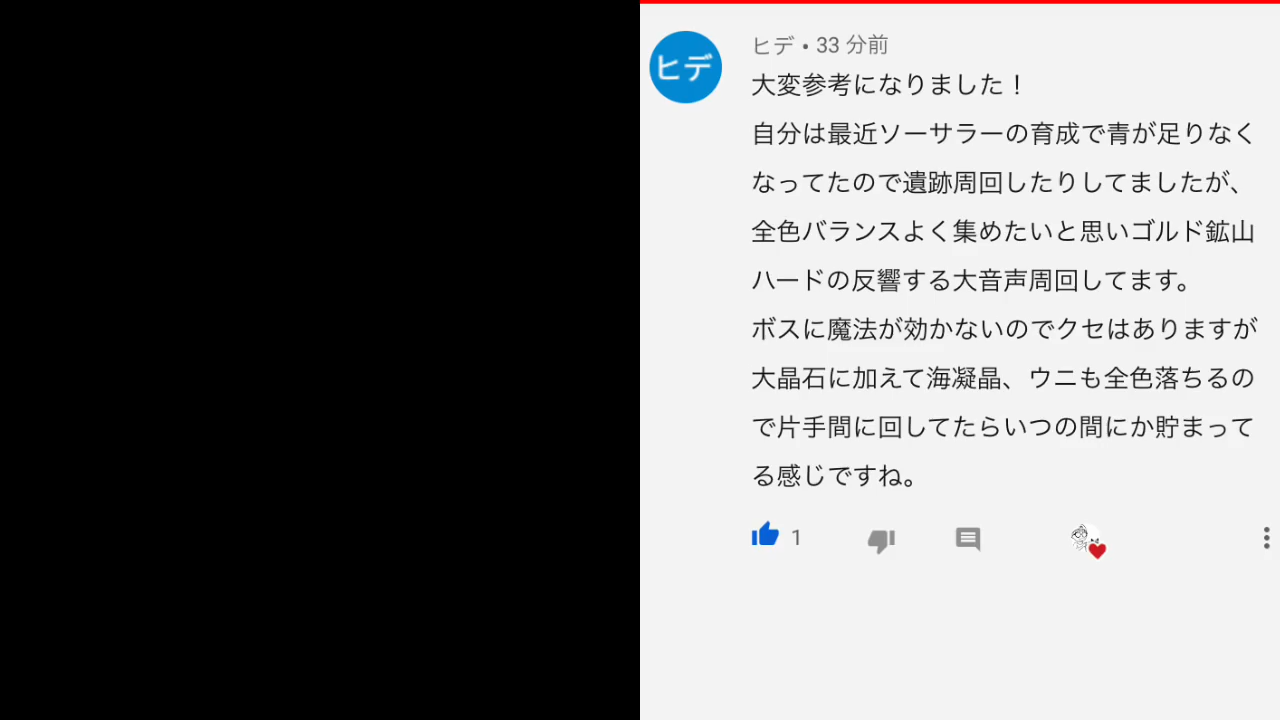 ヒデ
ヒデ • 33 分前
大変参考になりました！
自分は最近ソーサラーの育成で青が足りなく
なってたので遺跡周回したりしてましたが、
全色バランスよく集めたいと思いゴルド鉱山
ハードの反響する大音声周回してます。
ボスに魔法が効かないのでクセはありますが
大晶石に加えて海凝晶、ウニも全色落ちるの
で片手間に回してたらいつの間にか貯まって
る感じですね。
1